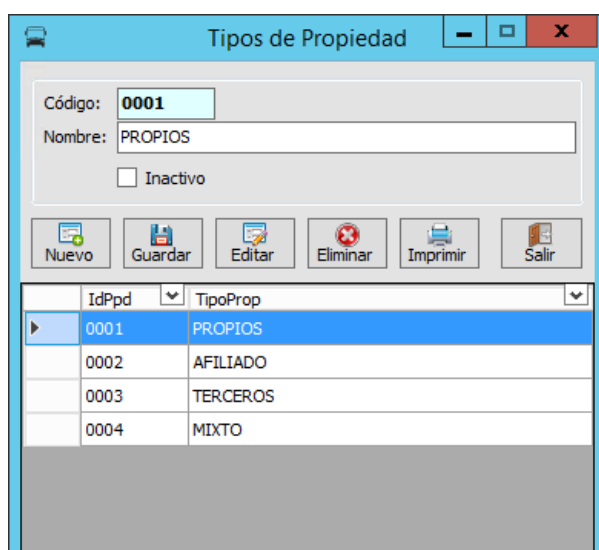 Tipos de Propiedad
Código: 0001
Nombre: PROPIOS
Inactivo
Nuevo Guardar Editar Eliminar Imprimir Salir
IdPpd TipoProp
0001 PROPIOS
0002 AFILIADO
0003 TERCEROS
0004 MIXTO